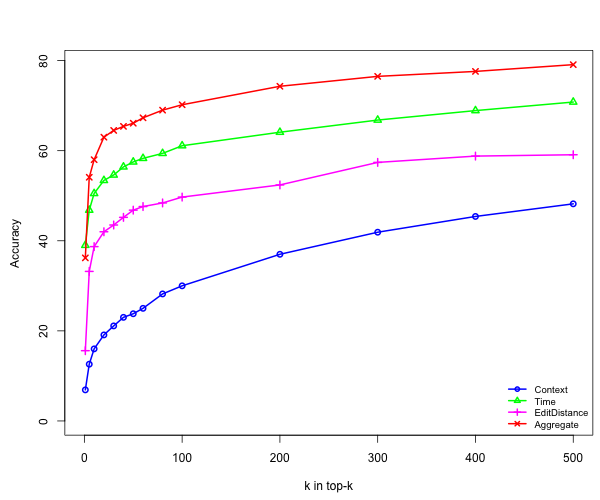 Accuracy
80
60
40
20
0
0 100 200 300 400 500
k in top-k
Context
Time
EditDistance
Aggregate